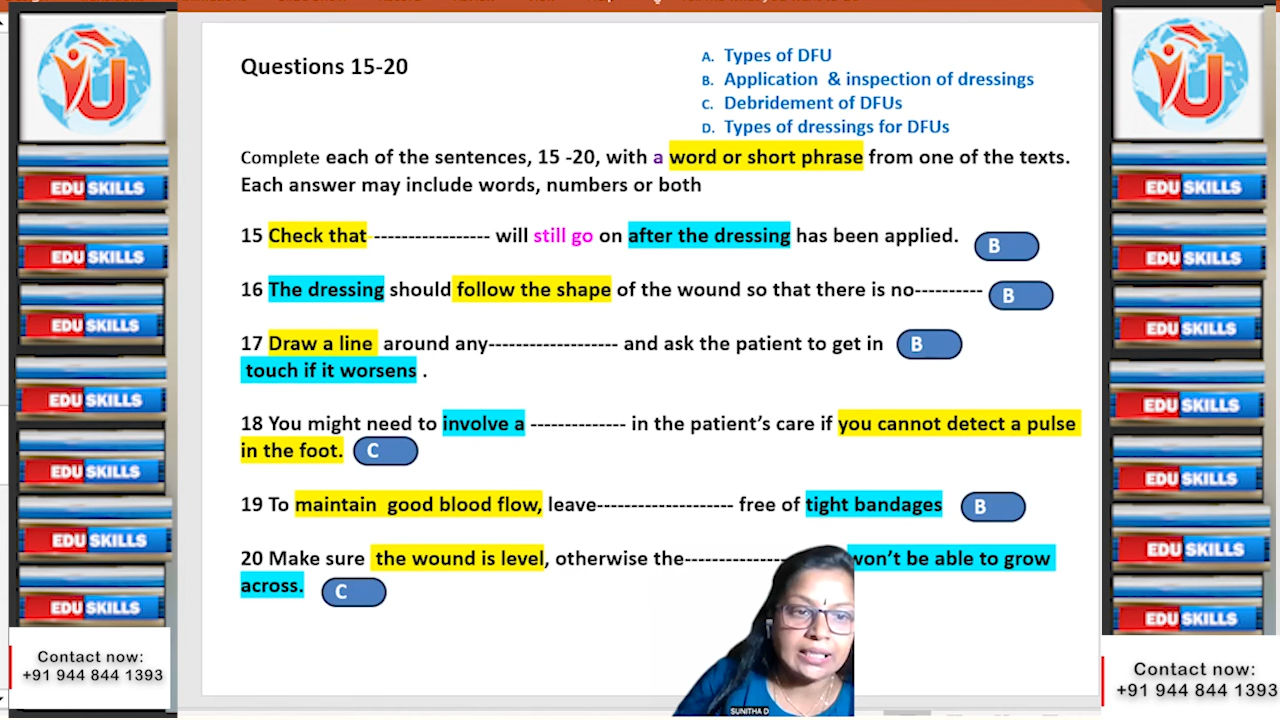 Questions 15-20
A. Types of DFU
B. Application & inspection of dressings
C. Debridement of DFUs
D. Types of dressings for DFUs
Complete each of the sentences, 15 -20, with a word or short phrase from one of the texts.
Each answer may include words, numbers or both
15 Check that ----------------- will still go on after the dressing has been applied. B
16 The dressing should follow the shape of the wound so that there is no---------- B
17 Draw a line around any------------------- and ask the patient to get in B
touch if it worsens .
18 You might need to involve a -------------- in the patient's care if you cannot detect a pulse
in the foot. C
19 To maintain good blood flow, leave-------------------- free of tight bandages B
20 Make sure the wound is level, otherwise the-------------- won't be able to grow
across. C
EDU SKILLS
EDU SKILLS
EDU SKILLS
EDU SKILLS
EDU SKILLS
EDU SKILLS
EDU SKILLS
Contact now:
+91 944 844 1393
EDU SKILLS
EDU SKILLS
EDU SKILLS
EDU SKILLS
EDU SKILLS
EDU SKILLS
EDU SKILLS
Contact now:
+91 944 844 1393
SUNITHA D